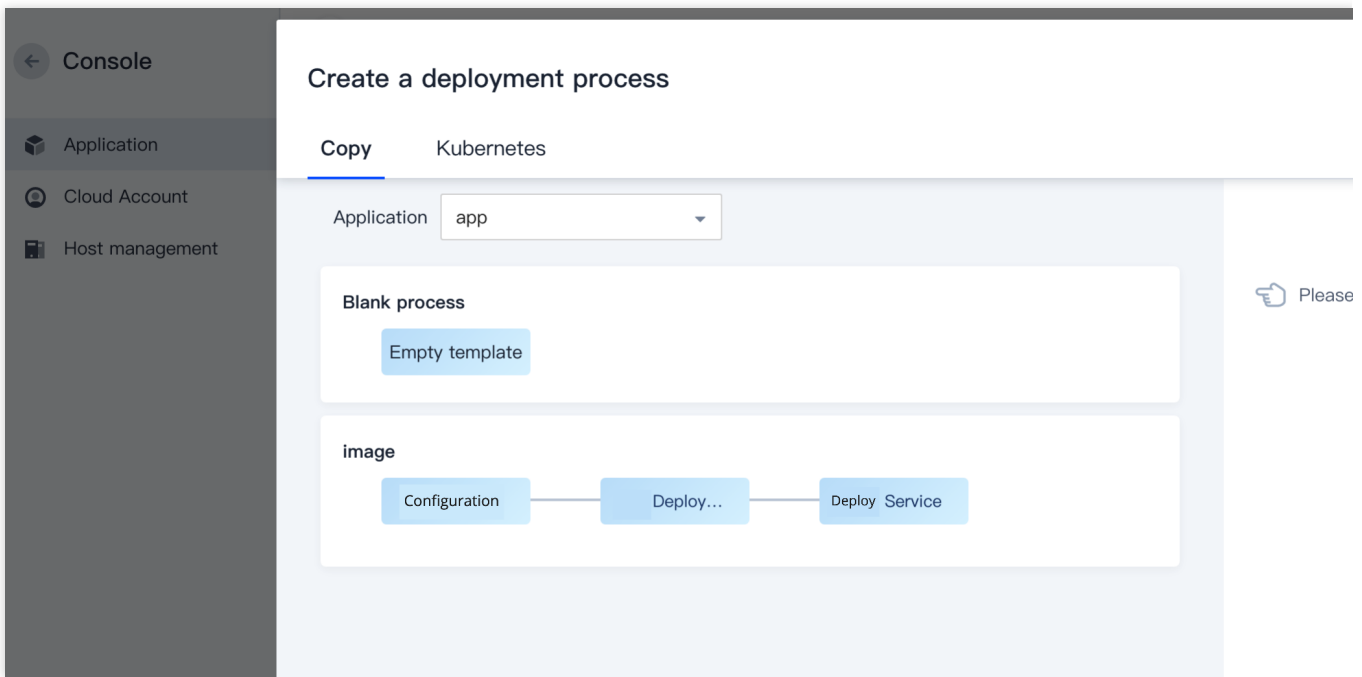 Console
Application
Cloud Account
Host management
Create a deployment process
Copy Kubernetes
Application app
Blank process
Empty template
Please
image
Configuration Deploy... Deploy Service